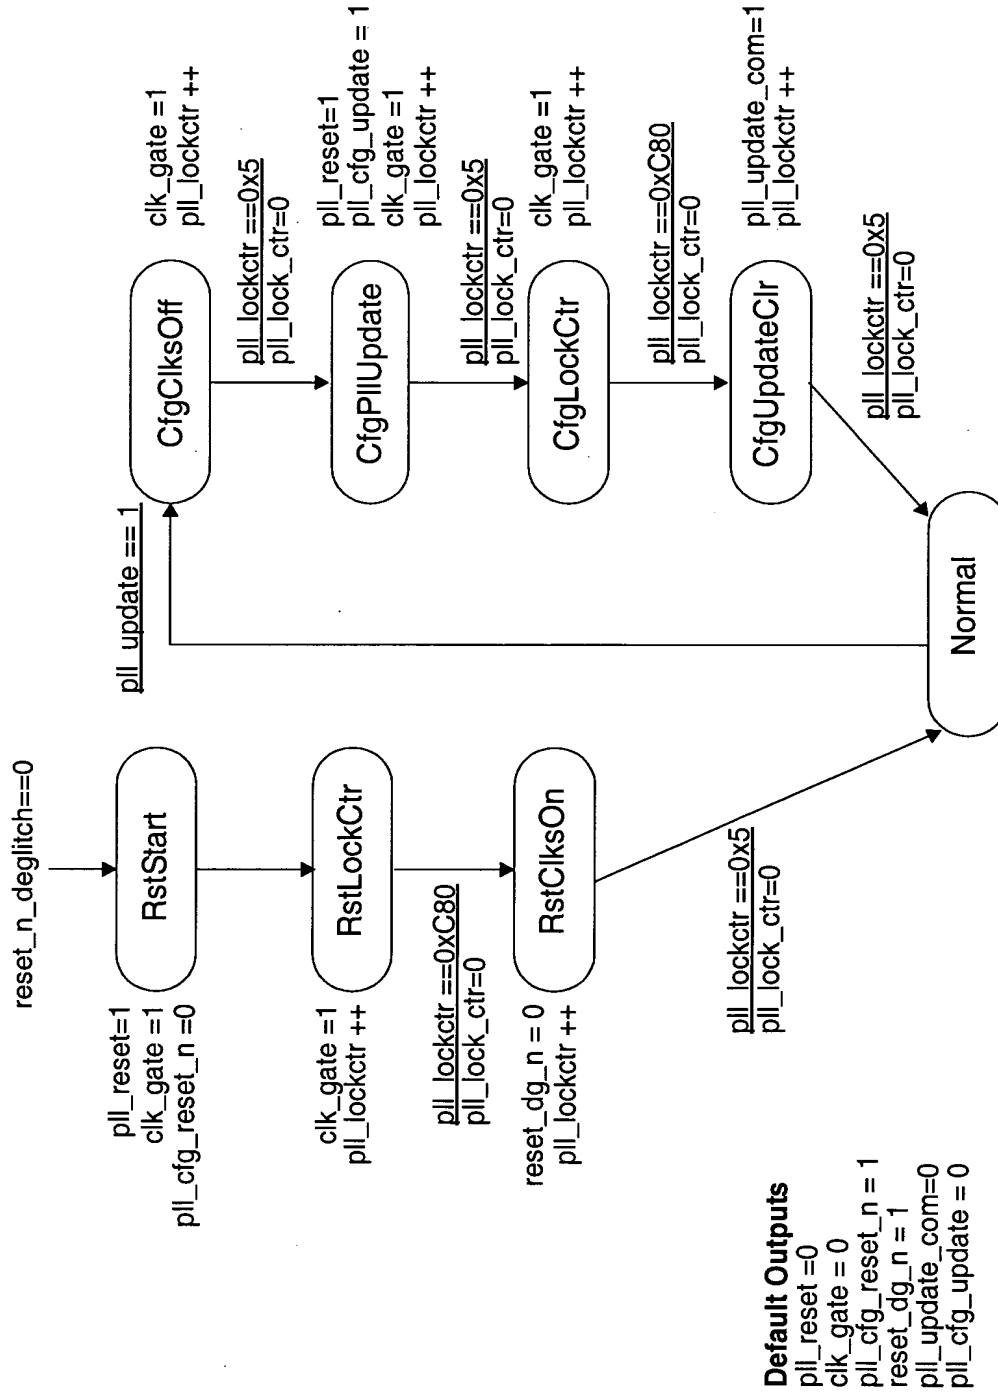 reset_n_deglitch==0
pll_reset=1
clk_gate =1
pll_cfg_reset_n =0
RstStart
clk_gate =1
pll_lockctr ++
RstLockCtr
pll_lockctr ==0xC80
pll_lock_ctr=0
reset_dg_n = 0
pll_lockctr ++
RstClksOn
pll_lockctr ==0x5
pll_lock_ctr=0
Normal
pll_update == 1
CfgClksOff
clk_gate =1
pll_lockctr ++
pll_lockctr ==0x5
pll_lock_ctr=0
CfgPllUpdate
pll_reset=1
pll_cfg_update = 1
clk_gate =1
pll_lockctr ++
pll_lockctr ==0x5
pll_lock_ctr=0
CfgLockCtr
clk_gate =1
pll_lockctr ++
pll_lockctr ==0xC80
pll_lock_ctr=0
CfgUpdateClr
pll_update_com=1
pll_lockctr ++
pll_lockctr ==0x5
pll_lock_ctr=0
Default Outputs
pll_reset =0
clk_gate = 0
pll_cfg_reset_n = 1
reset_dg_n = 1
pll_update_com=0
pll_cfg_update = 0